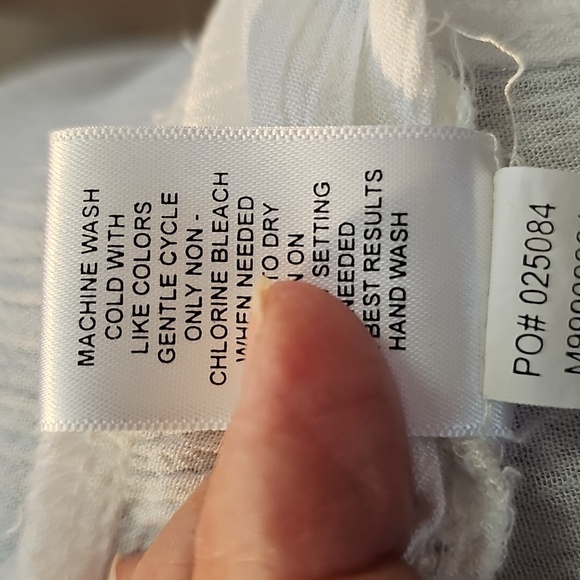 MACHINE WASH
COLD WITH
LIKE COLORS
GENTLE CYCLE
ONLY NON -
CHLORINE BLEACH
WHEN NEEDED
TO DRY
ON
SETTING
NEEDED
BEST RESULTS
HAND WASH
PO# 025084